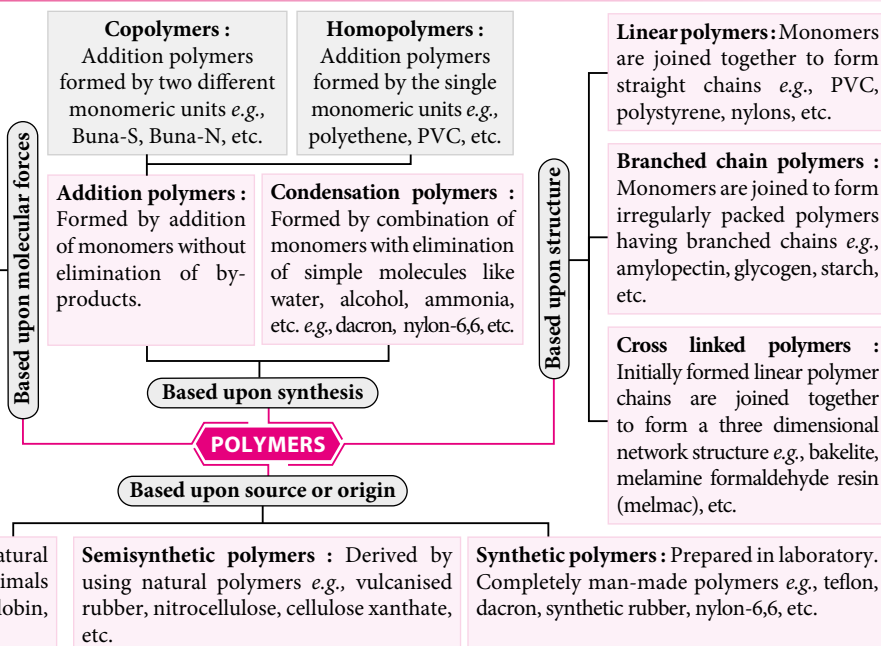 Copolymers :
Addition polymers
formed by two different
monomeric units e.g.,
Buna-S, Buna-N, etc.
Homopolymers :
Addition polymers
formed by the single
monomeric units e.g.,
polyethene, PVC, etc.
Linear polymers : Monomers
are joined together to form
straight chains e.g., PVC,
polystyrene, nylons, etc.
Based upon molecular forces
Addition polymers :
Formed by addition
of monomers without
elimination of by-
products.
Condensation polymers :
Formed by combination of
monomers with elimination
of simple molecules like
water, alcohol, ammonia,
etc. e.g., dacron, nylon-6,6, etc.
Based upon structure
Branched chain polymers :
Monomers are joined to form
irregularly packed polymers
having branched chains e.g.,
amylopectin, glycogen, starch,
etc.
Cross linked polymers :
Initially formed linear polymer
chains are joined together
to form a three dimensional
network structure e.g., bakelite,
melamine formaldehyde resin
(melmac), etc.
Based upon synthesis
POLYMERS
Based upon source or origin
Semisynthetic polymers : Derived by
using natural polymers e.g., vulcanised
rubber, nitrocellulose, cellulose xanthate,
etc.
Synthetic polymers : Prepared in laboratory.
Completely man-made polymers e.g., teflon,
dacron, synthetic rubber, nylon-6,6, etc.